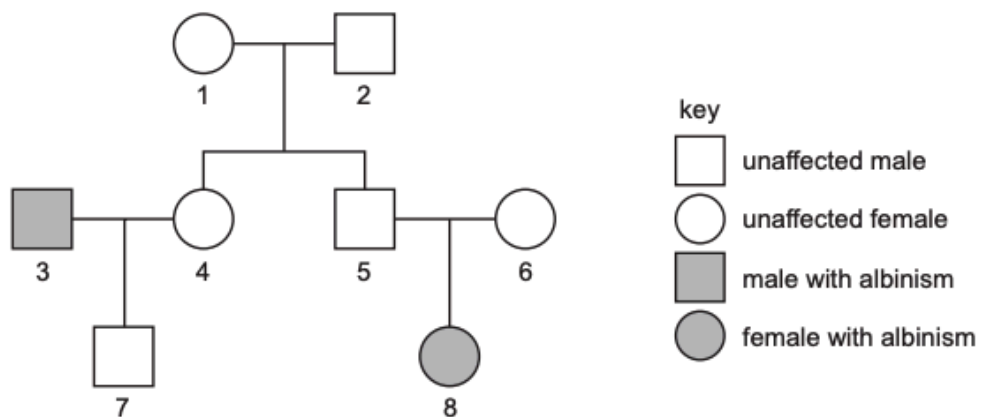 1 2
key
unaffected male
unaffected female
3 4 5 6
male with albinism
female with albinism
7 8